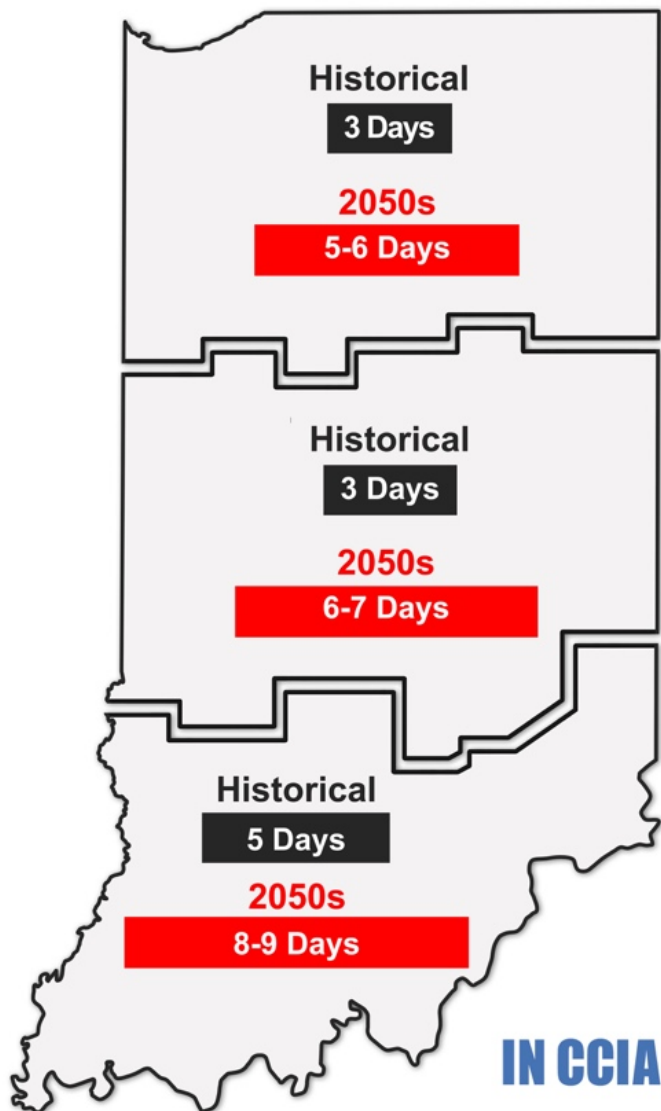 Historical
3 Days
2050s
5-6 Days
Historical
3 Days
2050s
6-7 Days
Historical
5 Days
2050s
8-9 Days
IN CCIA